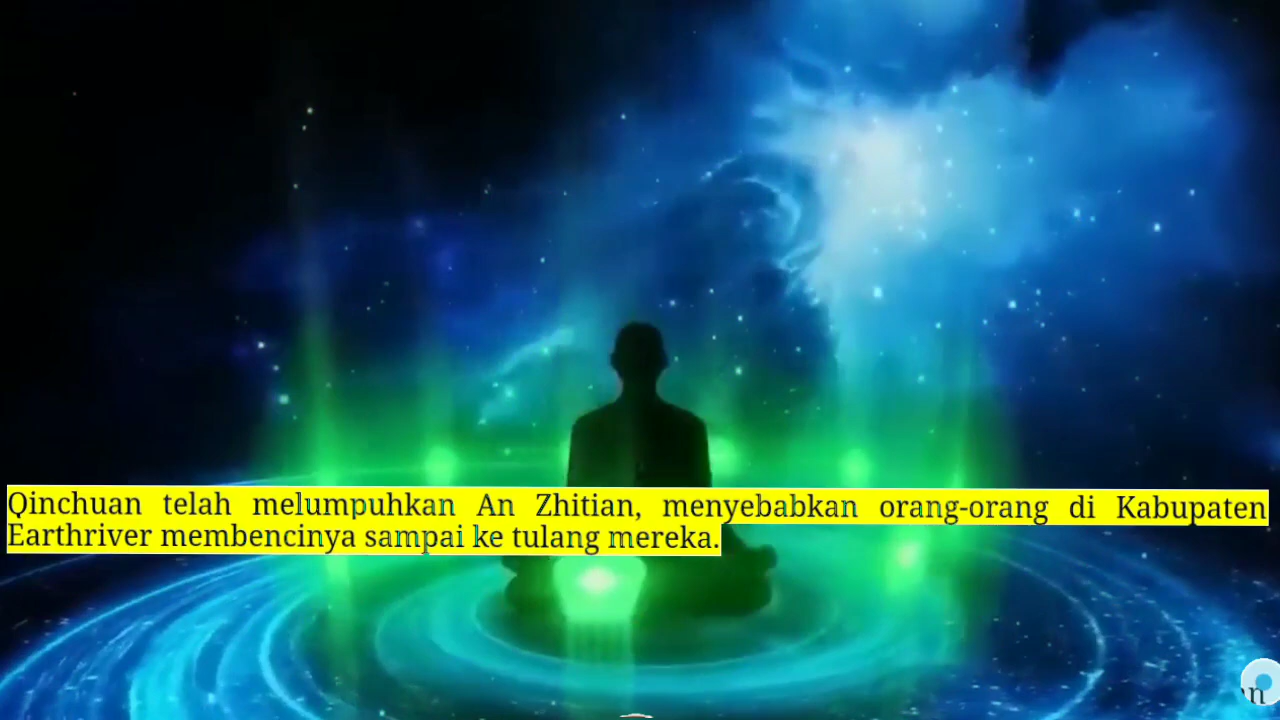 Qinchuan telah melumpuhkan An Zhitian, menyebabkan orang-orang di Kabupaten
Earthriver membencinya sampai ke tulang mereka.